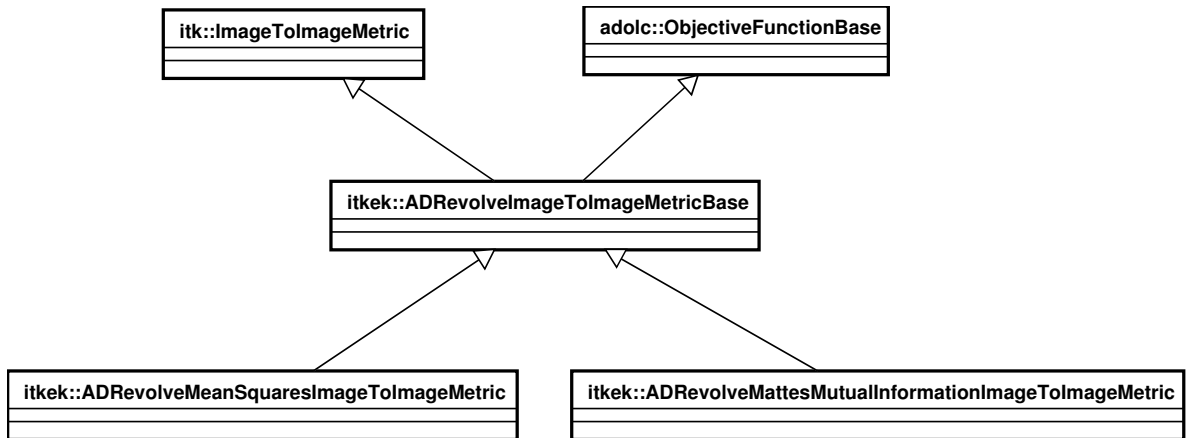 itk::ImageToImageMetric
adolc::ObjectiveFunctionBase
itkek::ADRevolveImageToImageMetricBase
itkek::ADRevolveMeanSquaresImageToImageMetric
itkek::ADRevolveMattesMutualInformationImageToImageMetric